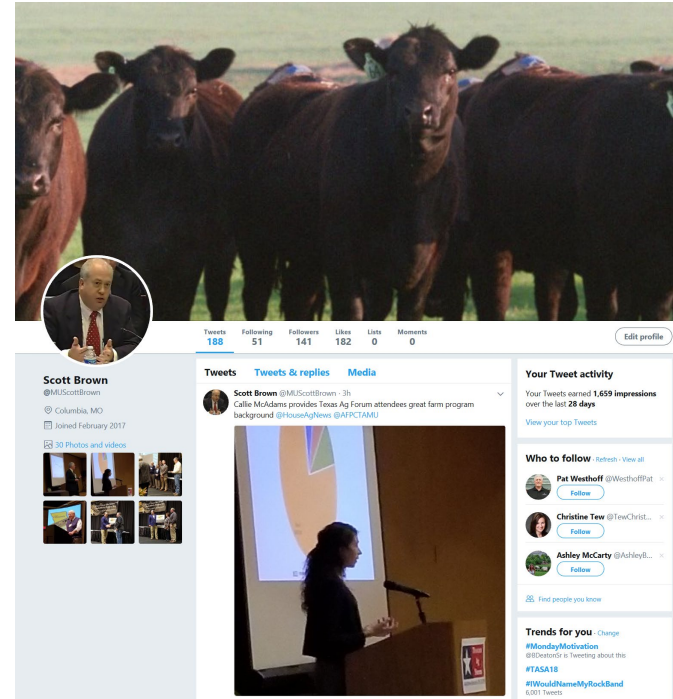 Tweets Following Followers Likes Lists Moments
188 51 141 182 0 0
Edit profile
Scott Brown
@MUScottBrown
Columbia, MO
Joined February 2017
30 Photos and videos
Tweets Tweets & replies Media
Scott Brown @MUScottBrown · 3h
Callie McAdams provides Texas Ag Forum attendees great farm program
background @HouseAgNews @AFPCTAMU
Your Tweet activity
Your Tweets earned 1,659 impressions
over the last 28 days
View your top Tweets
Who to follow · Refresh · View all
Pat Westhoff @WesthoffPat ×
Follow
Christine Tew @TewChrist... ×
Follow
Ashley McCarty @AshleyB... ×
Follow
Find people you know
Trends for you · Change
#MondayMotivation
@BDeatonSr is Tweeting about this
#TASA18
#IWouldNameMyRockBand
6,001 Tweets